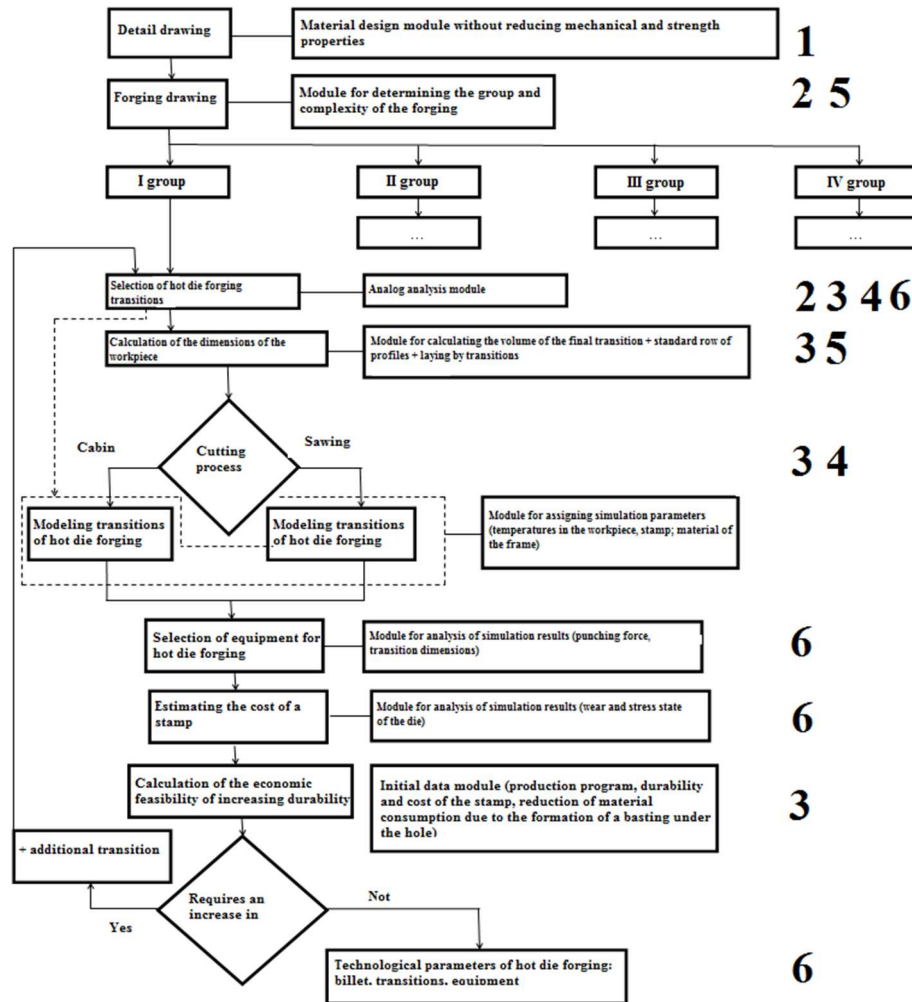 Detail drawing
Material design module without reducing mechanical and strength
properties
1
Forging drawing
Module for determining the group and
complexity of the forging
2 5
I group
II group
III group
IV group
...
...
...
Selection of hot die forging
transitions
Analog analysis module
2 3 4 6
Calculation of the dimensions of the
workpiece
Module for calculating the volume of the final transition + standard row of
profiles + laying by transitions
3 5
Cabin
Sawing
Cutting
process
3 4
Modeling transitions
of hot die forging
Modeling transitions
of hot die forging
Module for assigning simulation parameters
(temperatures in the workpiece, stamp; material of
the frame)
Selection of equipment for
hot die forging
Module for analysis of simulation results (punching force,
transition dimensions)
6
Estimating the cost of a
stamp
Module for analysis of simulation results (wear and stress state
of the die)
6
Calculation of the economic
feasibility of increasing durability
Initial data module (production program, durability
and cost of the stamp, reduction of material
consumption due to the formation of a basting under
the hole)
3
+ additional transition
Requires an
increase in
Yes
Not
Technological parameters of hot die forging:
billet, transitions, equipment
6